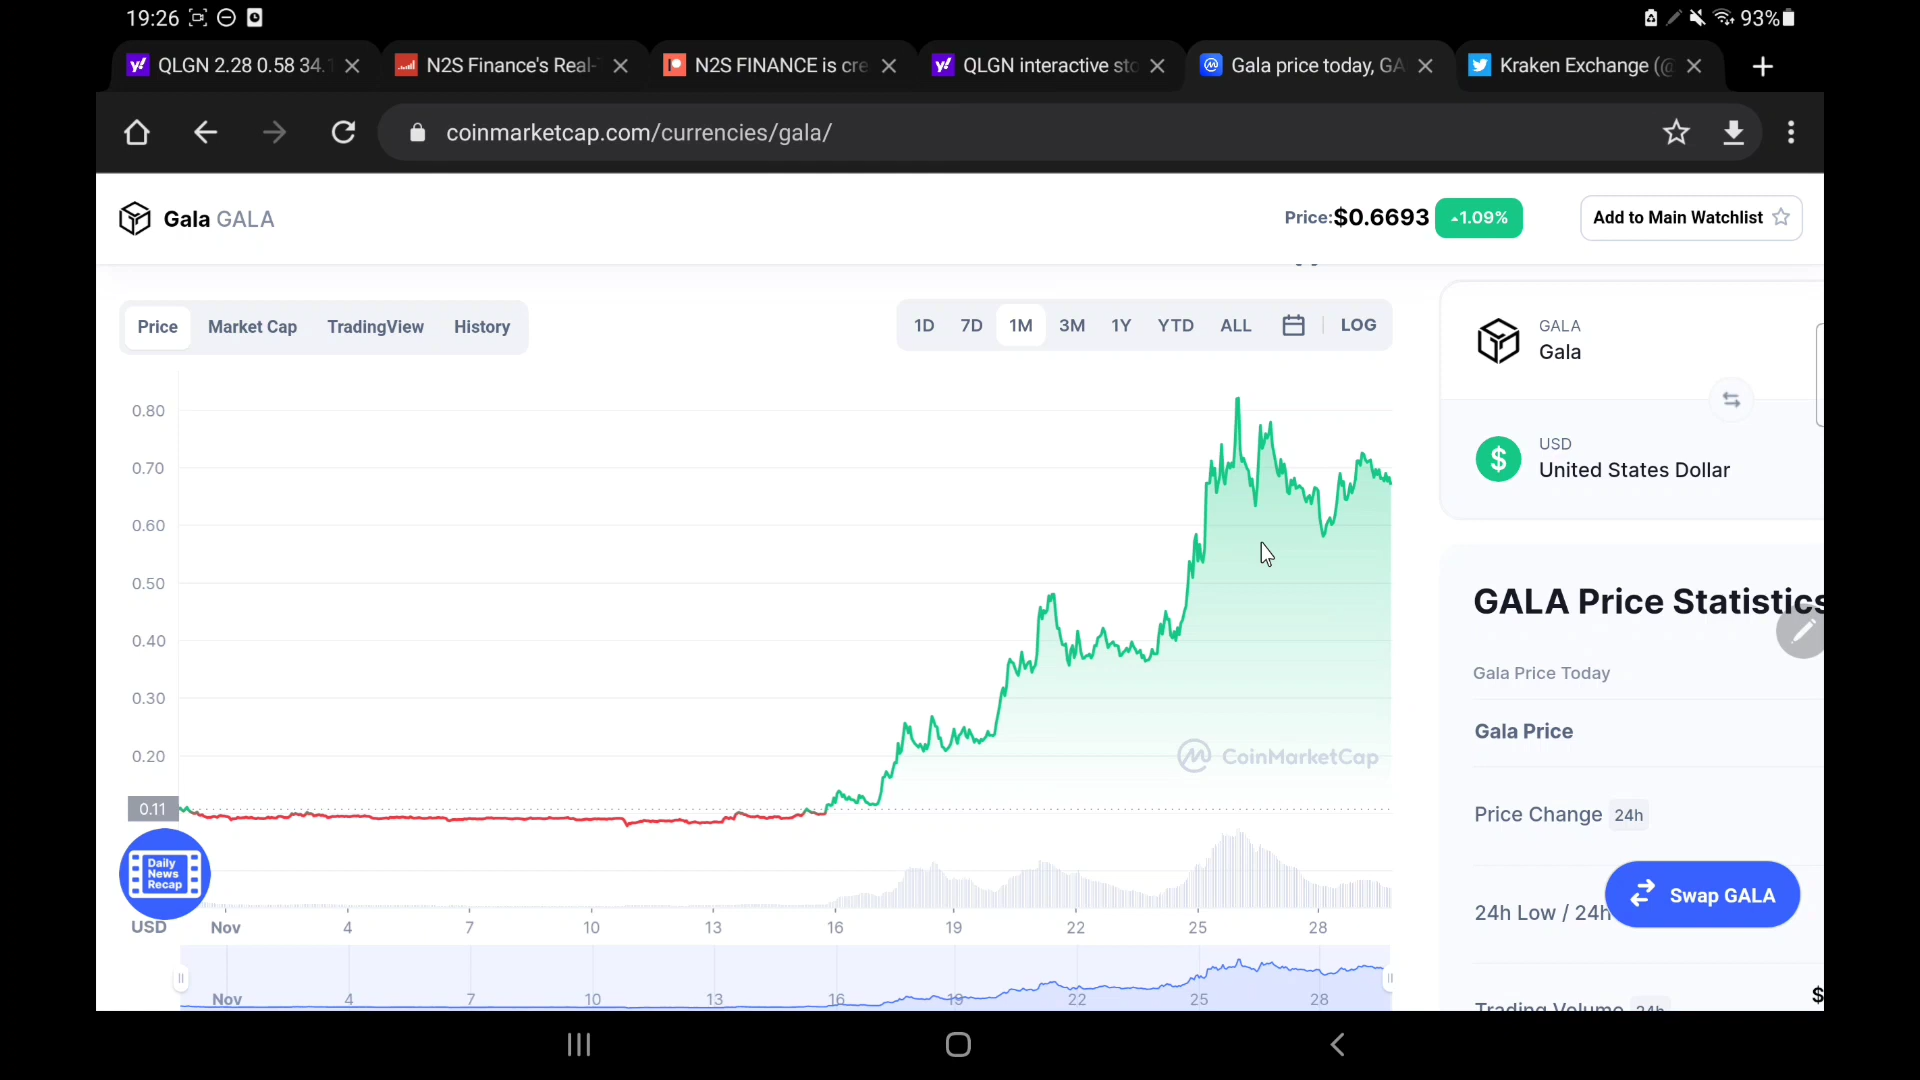 19:26
93%
QLGN 2.28 0.58 34.
N2S Finance's Real-
N2S FINANCE is cre
QLGN interactive sto
Gala price today, GA
Kraken Exchange (@
coinmarketcap.com/currencies/gala/
Gala GALA
Price:$0.6693
1.09%
Add to Main Watchlist
Price
Market Cap
TradingView
History
1D
7D
1M
3M
1Y
YTD
ALL
LOG
0.80
0.70
0.60
0.50
0.40
0.30
0.20
0.11
CoinMarketCap
Daily
News
Recap
USD
Nov
4
7
10
13
16
19
22
25
28
Nov
4
7
10
13
16
19
22
25
28
GALA
Gala
$
USD
United States Dollar
GALA Price Statistics
Gala Price Today
Gala Price
Price Change 24h
24h Low / 24h
Swap GALA
Trading Volume 24h
$